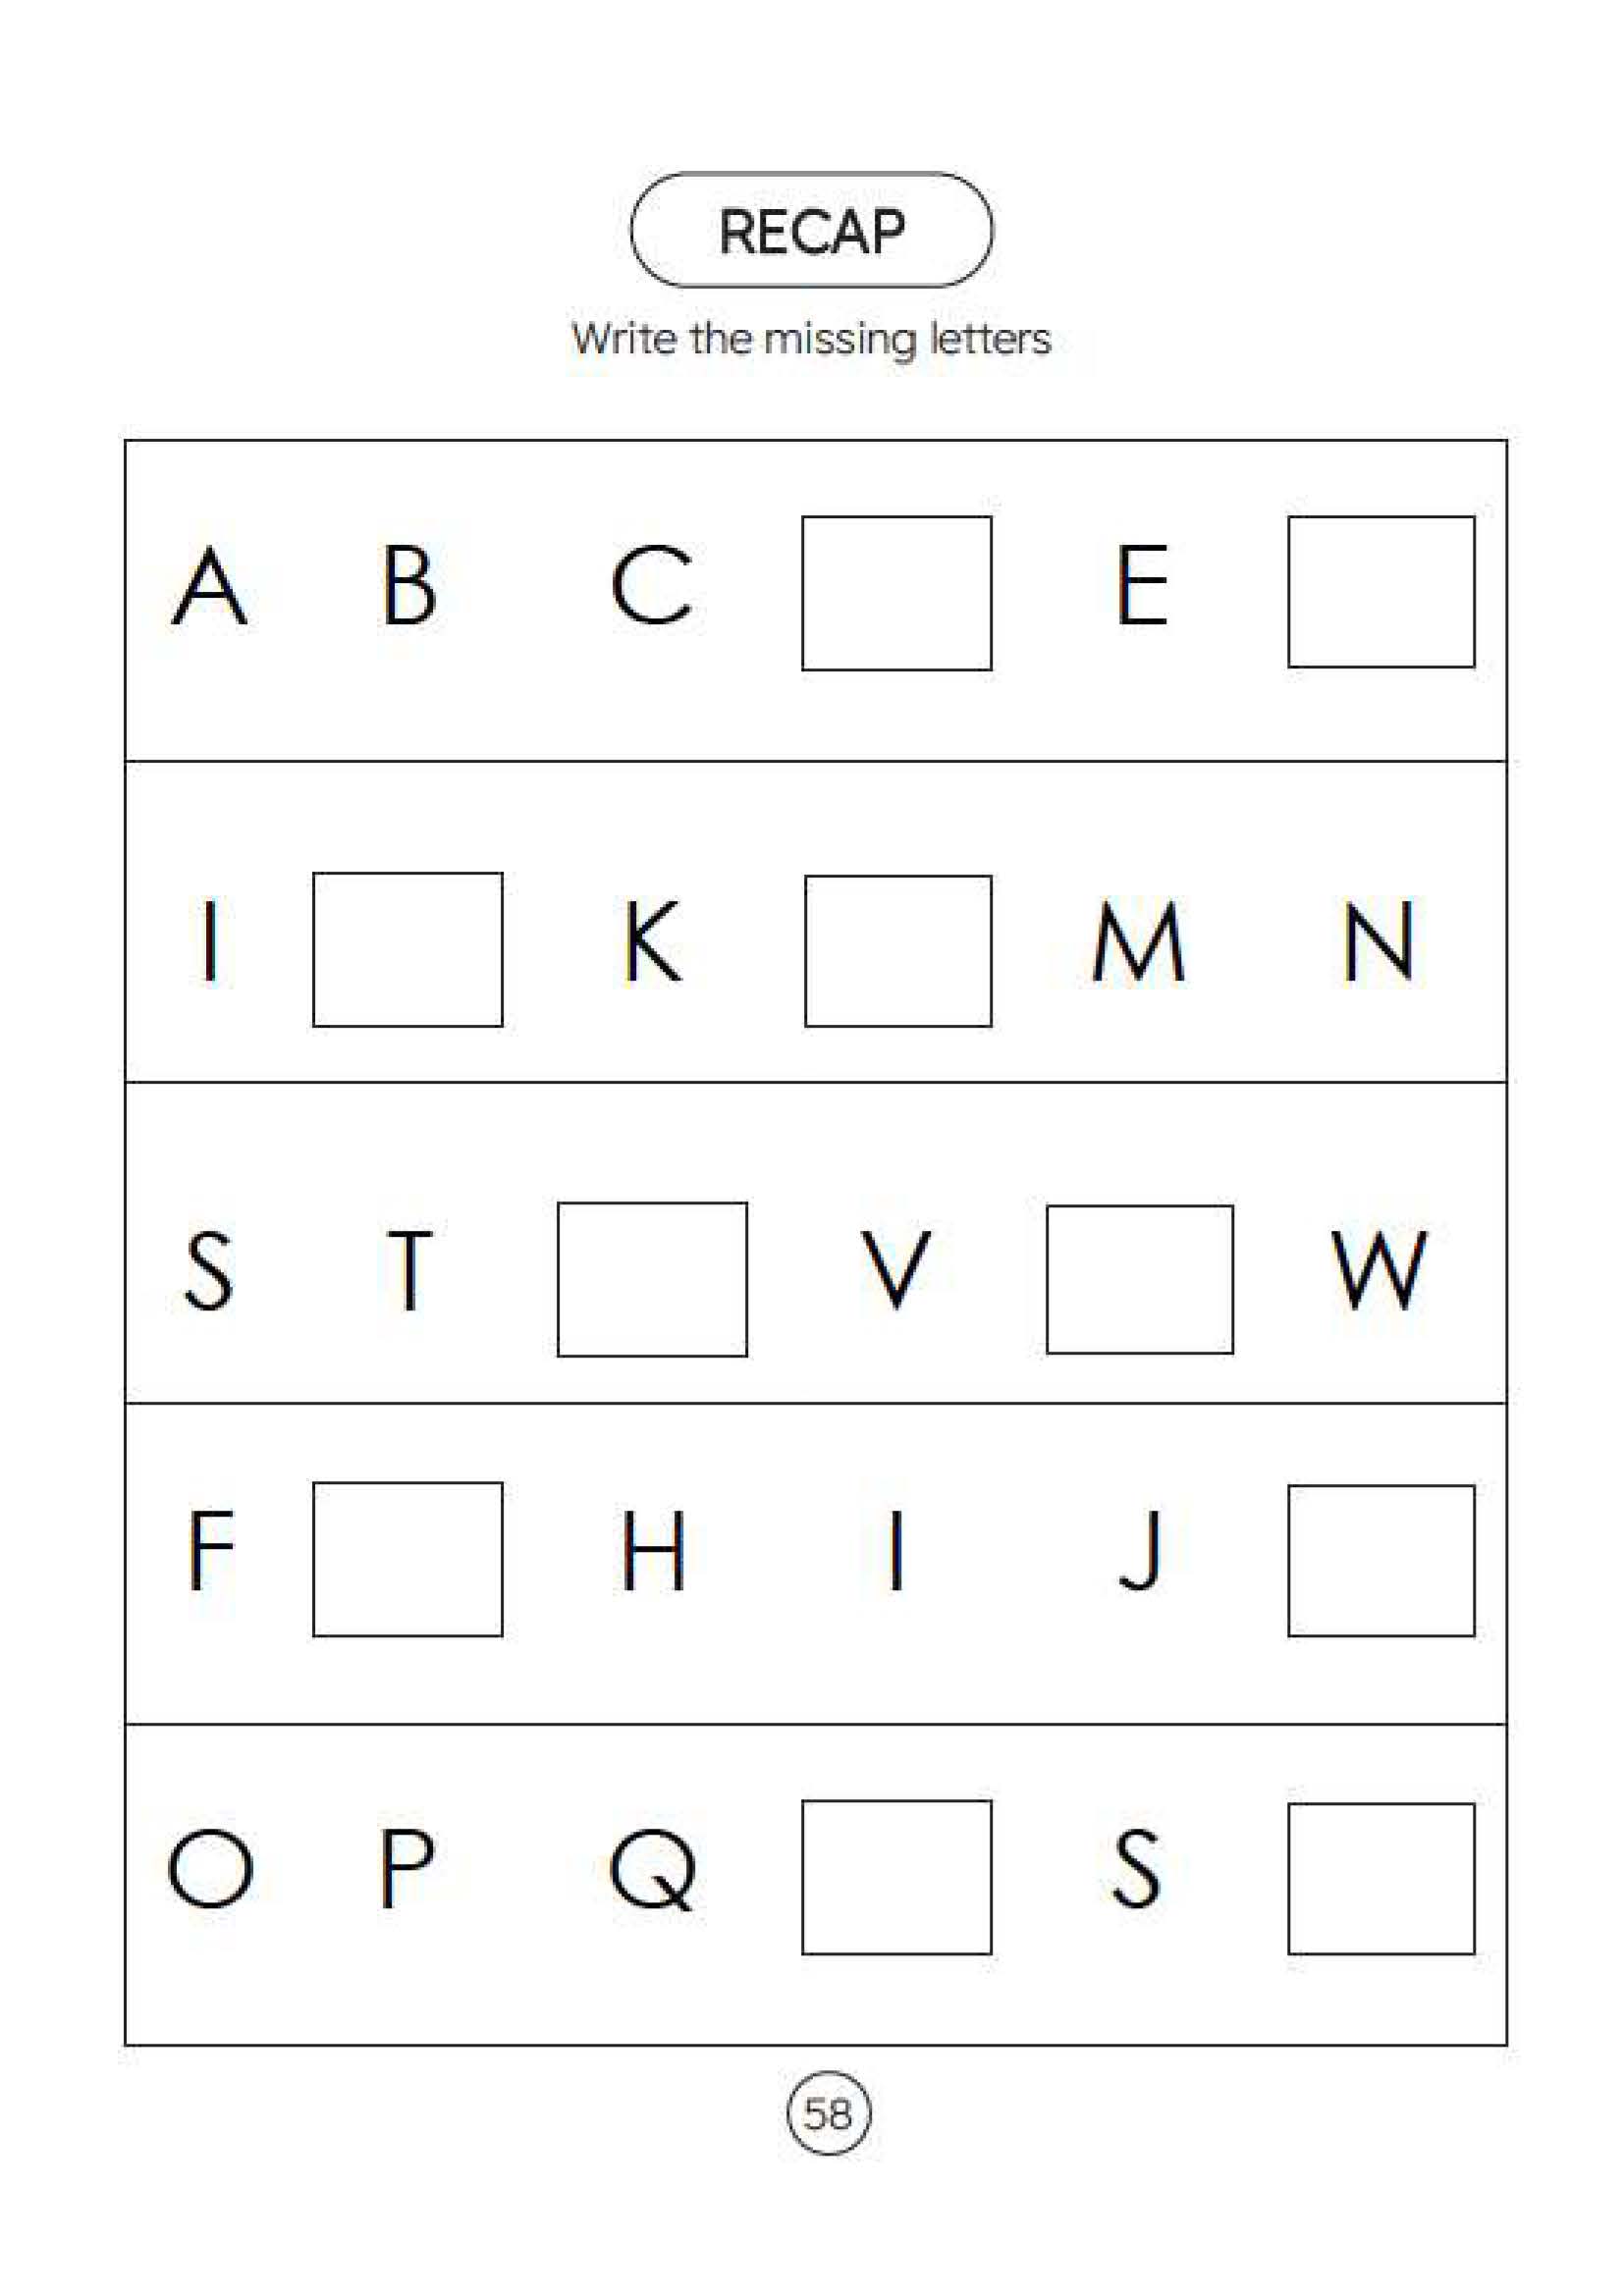 RECAP
Write the missing letters
A B C E
I K M N
S T V W
F H I J
O P Q S
58